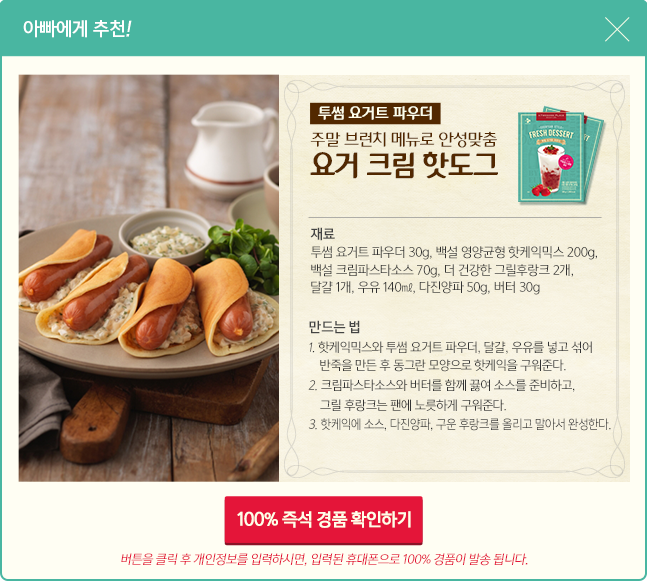 아빠에게 추천!
투썸 요거트 파우더
주말 브런치 메뉴로 안성맞춤
요거 크림 핫도그
FRESH DESSERT
재료
투썸 요거트 파우더 30g, 백설 영양균형 핫케익믹스 200g,
백설 크림파스타소스 70g, 더 건강한 그릴후랑크 2개,
달걀 1개, 우유 140㎖, 다진양파 50g, 버터 30g
만드는 법
1. 핫케익믹스와 투썸 요거트 파우더, 달걀, 우유를 넣고 섞어
반죽을 만든 후 동그란 모양으로 핫케익을 구워준다.
2. 크림파스타소스와 버터를 함께 끓여 소스를 준비하고,
그릴 후랑크는 팬에 노릇하게 구워준다.
3. 핫케익에 소스, 다진양파, 구운 후랑크를 올리고 말아서 완성한다.
100% 즉석 경품 확인하기
버튼을 클릭 후 개인정보를 입력하시면, 입력된 휴대폰으로 100% 경품이 발송 됩니다.